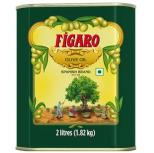 FIGARO
OLIVE OIL
SPANISH BRAND
2 litres (1.82 kg)